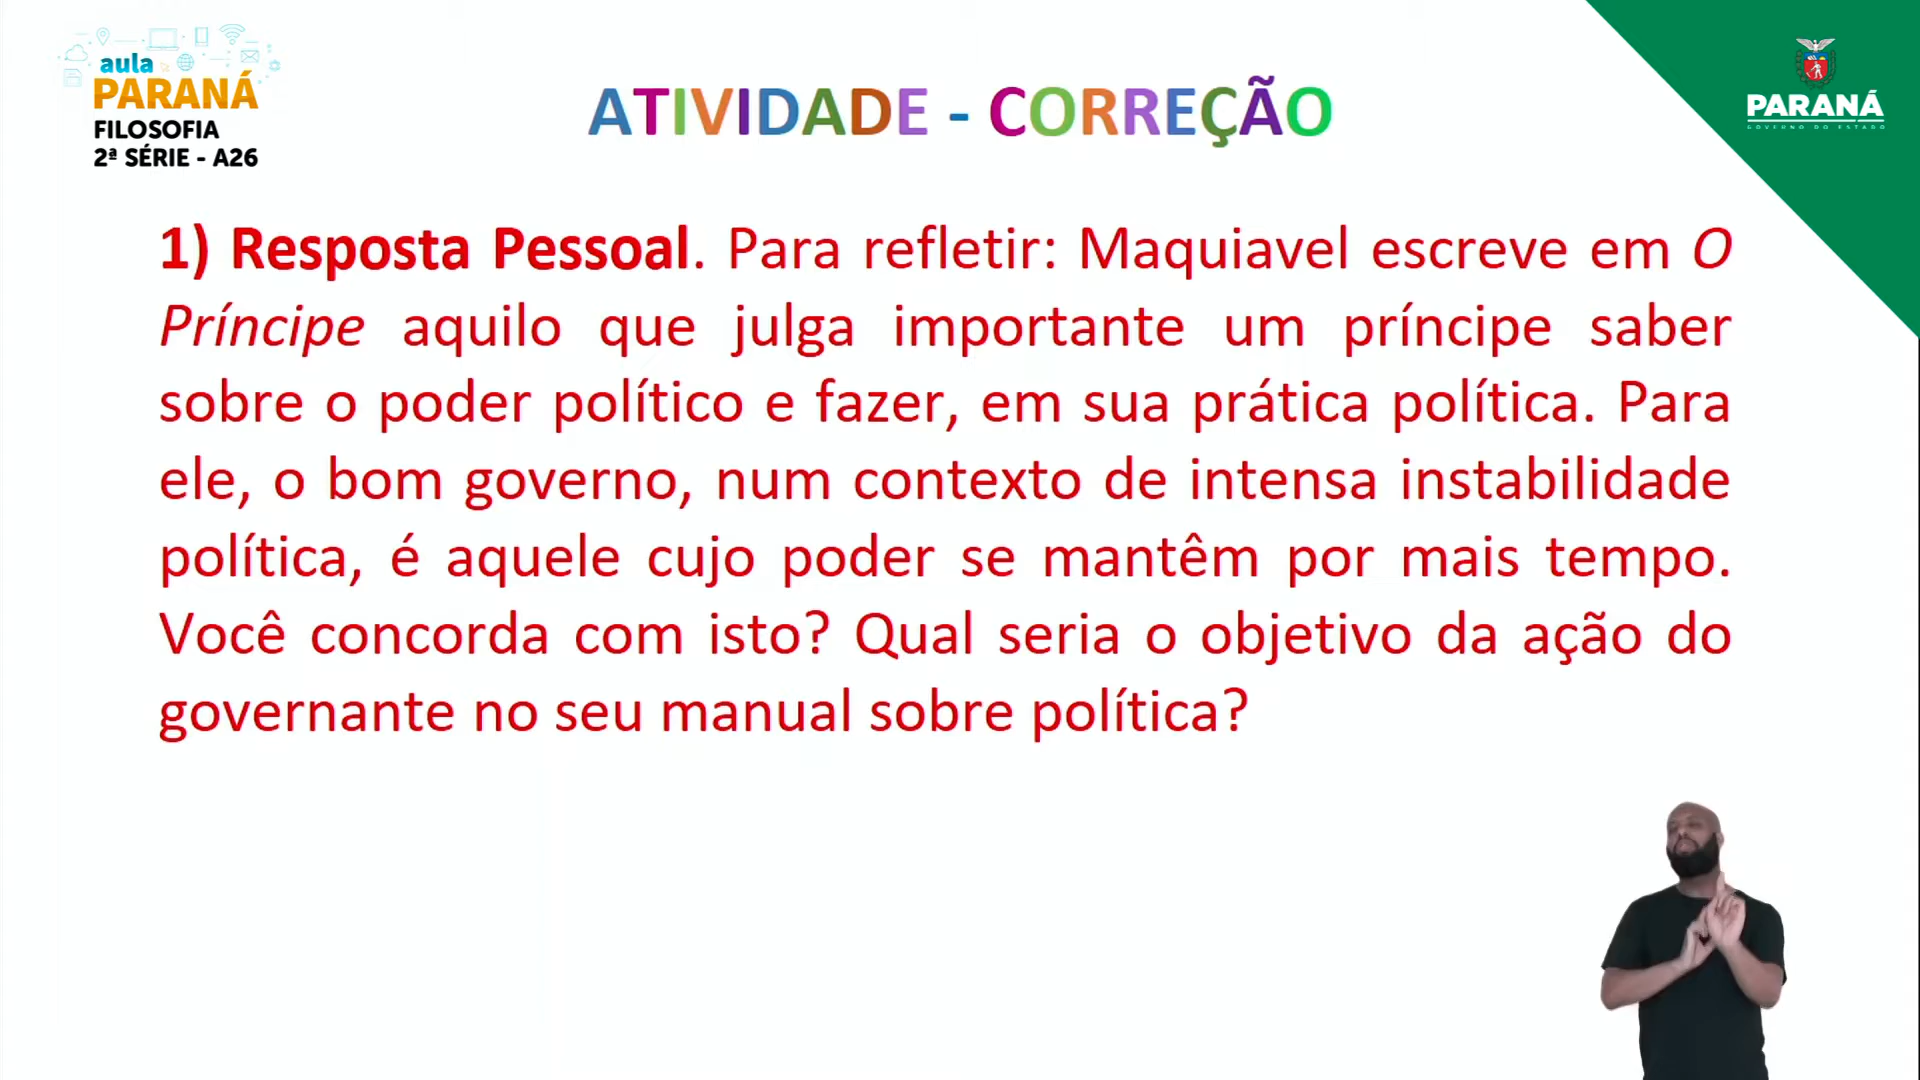 aula
PARANÁ
FILOSOFIA
2ª SÉRIE - A26
ATIVIDADE - CORREÇÃO
PARANÁ
GOVERNO DO ESTADO
1) Resposta Pessoal. Para refletir: Maquiavel escreve em O
Príncipe aquilo que julga importante um príncipe saber
sobre o poder político e fazer, em sua prática política. Para
ele, o bom governo, num contexto de intensa instabilidade
política, é aquele cujo poder se mantêm por mais tempo.
Você concorda com isto? Qual seria o objetivo da ação do
governante no seu manual sobre política?